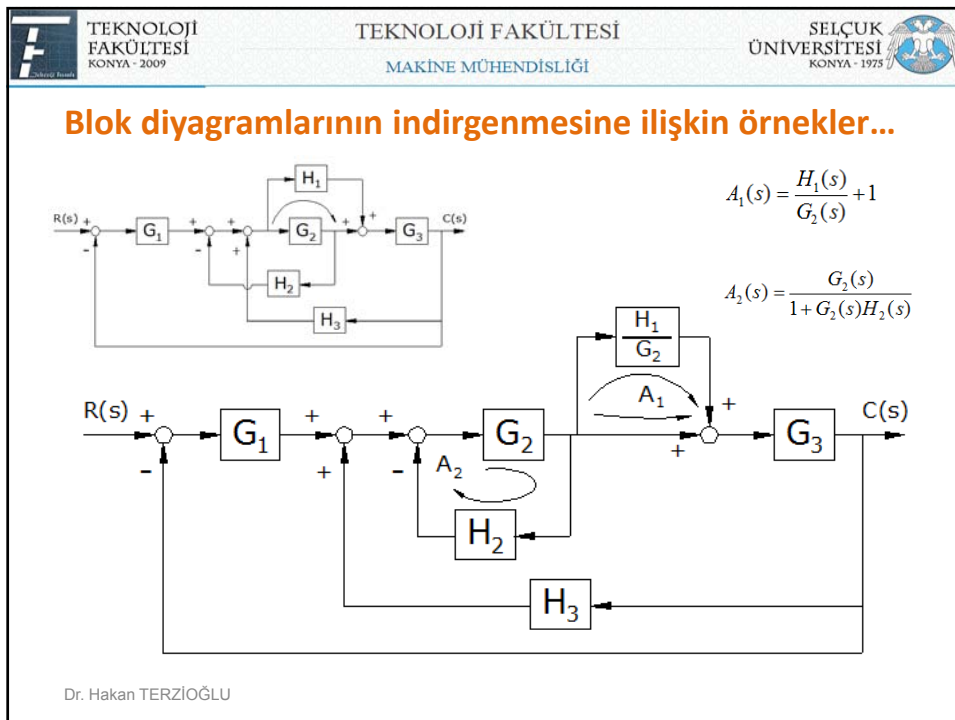 TEKNOLOJİ
FAKÜLTESİ
KONYA - 2009
TEKNOLOJİ FAKÜLTESİ
MAKİNE MÜHENDİSLİĞİ
SELÇUK
ÜNİVERSİTESİ
KONYA - 1975
Blok diyagramlarının indirgenmesine ilişkin örnekler...
H₁
R(s) + - G₁ + - + + G₂ + + G₃ C(s)
H₂
H₃
A₁(s) = H₁(s)/G₂(s) + 1
A₂(s) = G₂(s)/(1 + G₂(s)H₂(s))
H₁
G₂
A₁
R(s) + - G₁ + + + - G₂ + + G₃ C(s)
A₂
H₂
H₃
Dr. Hakan TERZİOĞLU